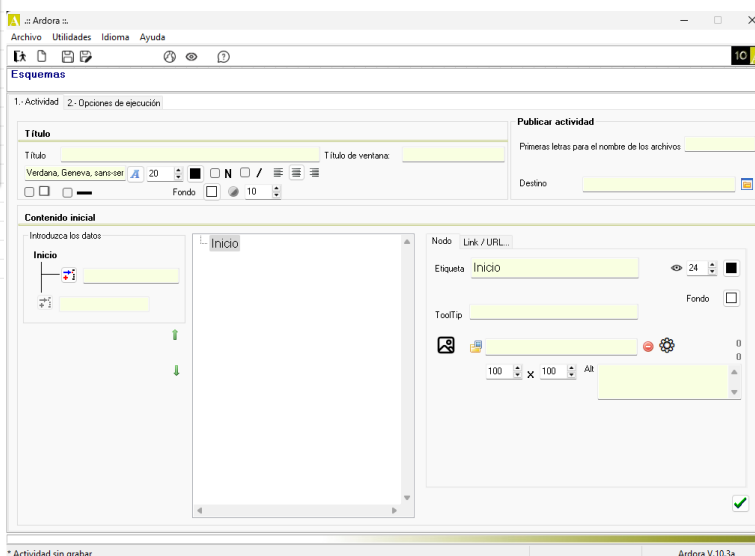 .:: Ardora ::.
Archivo Utilidades Idioma Ayuda
10
Esquemas
1.- Actividad 2.- Opciones de ejecución
Título
Título Título de ventana:
Verdana, Geneva, sans-ser A 20 N /
Fondo 10
Publicar actividad
Primeras letras para el nombre de los archivos
Destino
Contenido inicial
Introduzca los datos
Inicio
Inicio
Nodo Link / URL...
Etiqueta Inicio 24
Fondo
ToolTip
0
0
100 x 100 Alt
* Actividad sin grabar Ardora V.10.3a